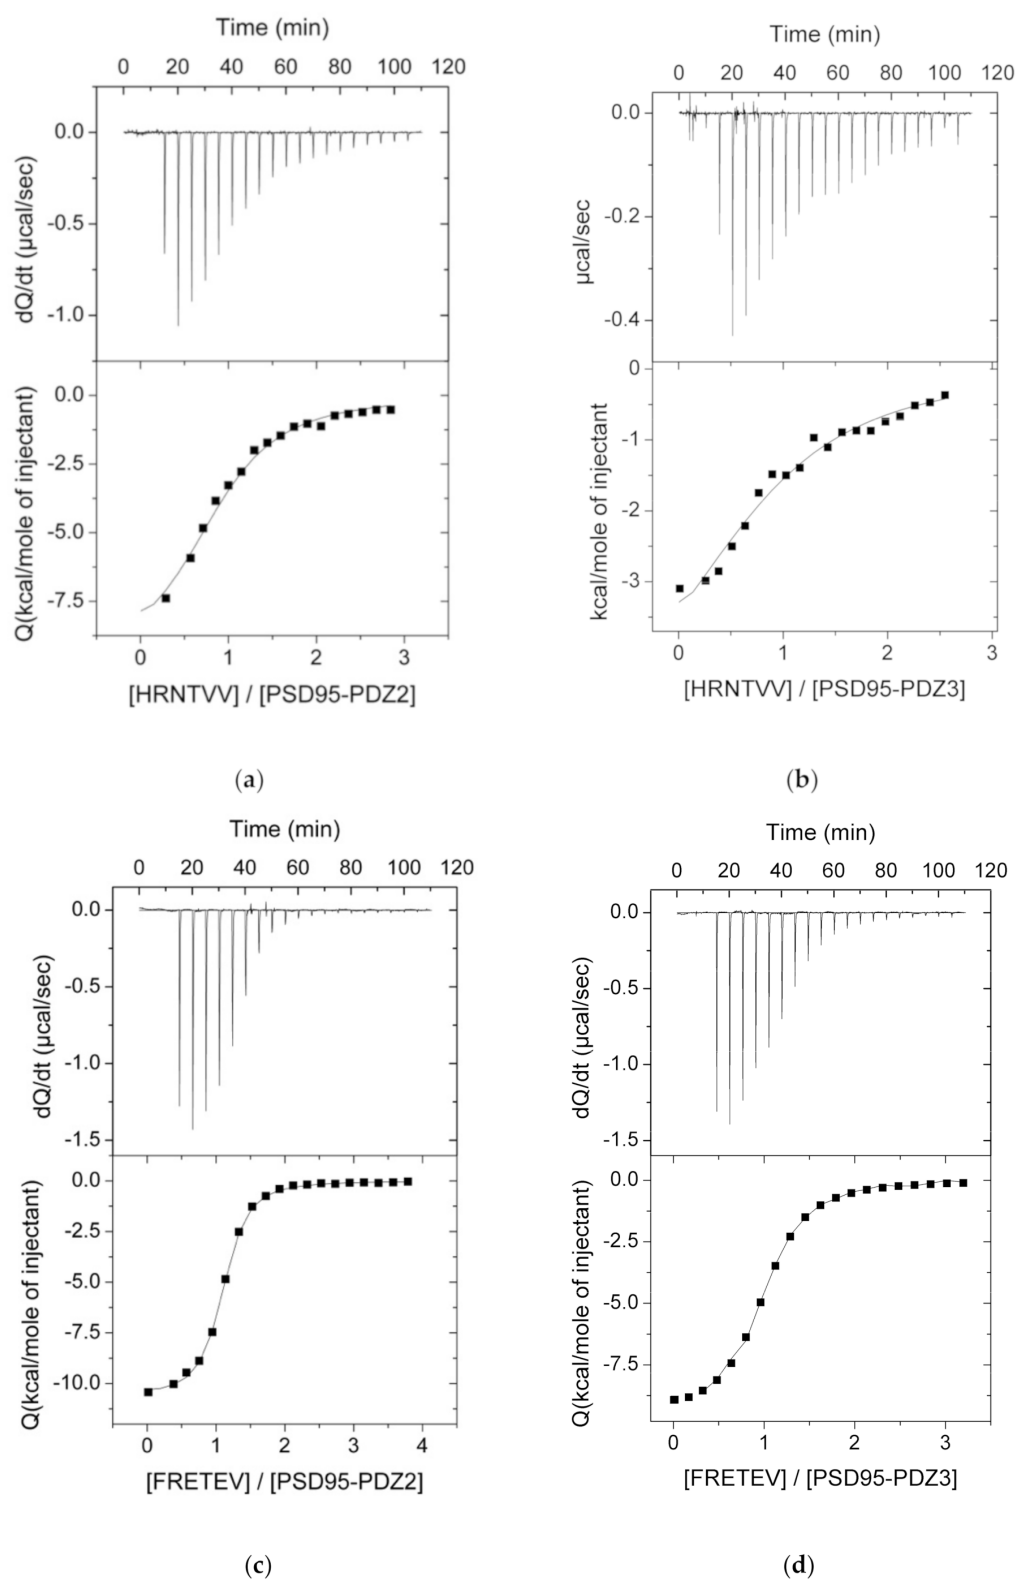 Time (min)
0 20 40 60 80 100 120
0.0
-0.5
-1.0
dQ/dt (µcal/sec)
0.0
-2.5
-5.0
-7.5
Q(kcal/mole of injectant)
0 1 2 3
[HRNTVV] / [PSD95-PDZ2]
(a)
Time (min)
0 20 40 60 80 100 120
0.0
-0.2
-0.4
µcal/sec
0
-1
-2
-3
kcal/mole of injectant
0 1 2 3
[HRNTVV] / [PSD95-PDZ3]
(b)
Time (min)
0 20 40 60 80 100 120
0.0
-0.5
-1.0
-1.5
dQ/dt (µcal/sec)
0.0
-2.5
-5.0
-7.5
-10.0
Q(kcal/mole of injectant)
0 1 2 3 4
[FRETEV] / [PSD95-PDZ2]
(c)
Time (min)
0 20 40 60 80 100 120
0.0
-0.5
-1.0
-1.5
dQ/dt (µcal/sec)
0.0
-2.5
-5.0
-7.5
Q(kcal/mole of injectant)
0 1 2 3
[FRETEV] / [PSD95-PDZ3]
(d)